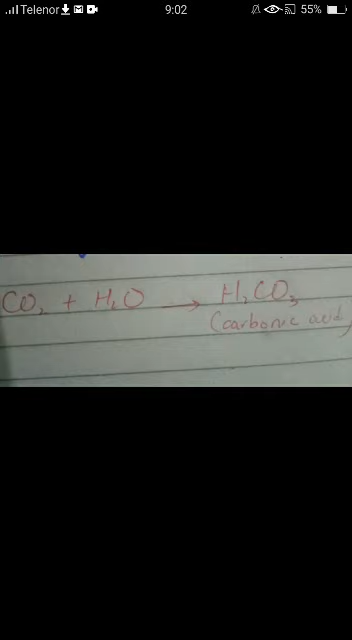 Telenor 9:02 55%
CO₂ + H₂O → H₂CO₃
(carbonic acid)